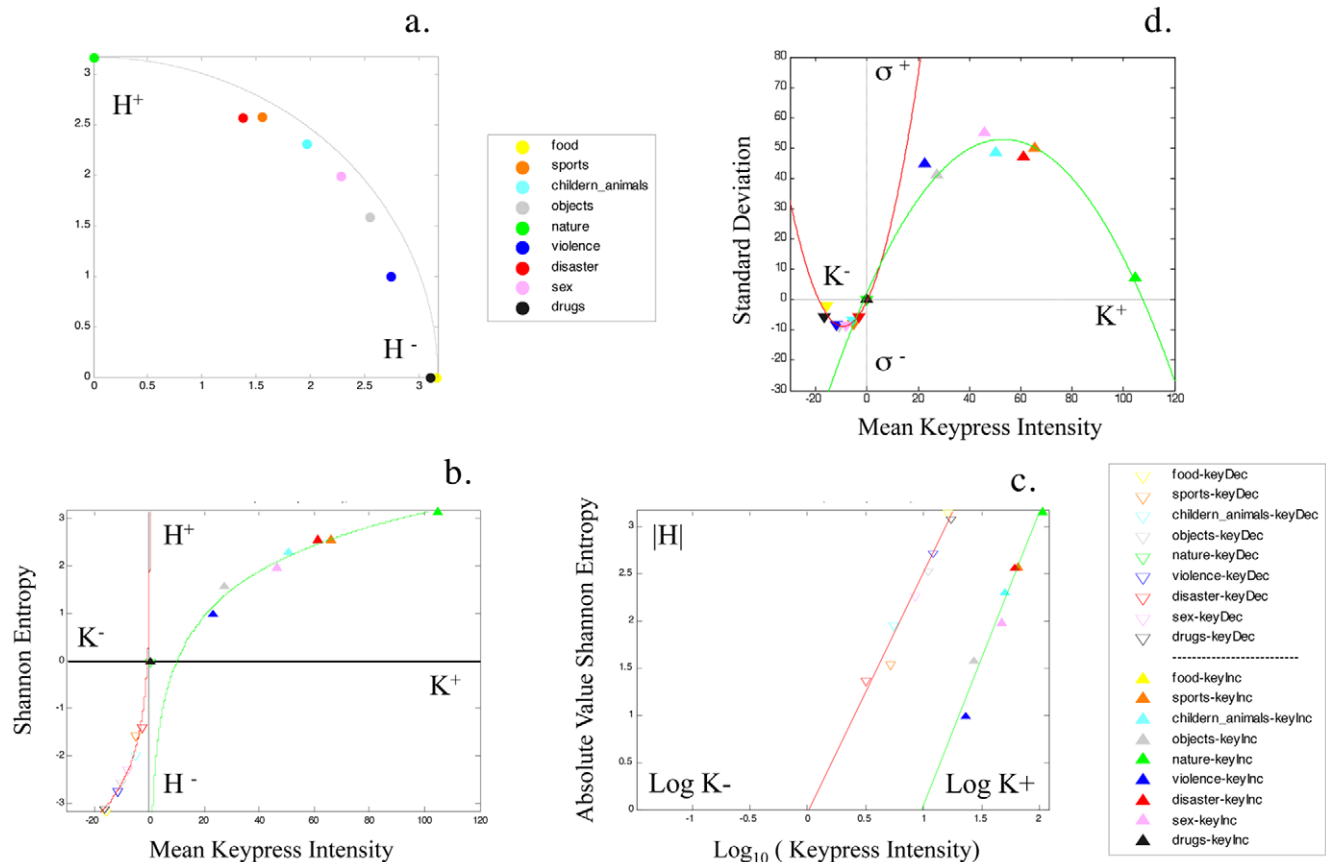 a.
3
2.5
2
1.5
1
0.5
0
H+
H -
0
0.5
1
1.5
2
2.5
3
food
sports
childern_animals
objects
nature
violence
disaster
sex
drugs
d.
Standard Deviation
80
70
60
50
40
30
20
10
0
-10
-20
-30
σ +
K-
K+
σ -
-20
0
20
40
60
80
100
120
Mean Keypress Intensity
b.
Shannon Entropy
3
2
1
0
-1
-2
-3
H+
K-
K+
H -
-20
0
20
40
60
80
100
120
Mean Keypress Intensity
c.
Absolute Value Shannon Entropy
3
2.5
2
1.5
1
0.5
0
|H|
Log K-
Log K+
-1
-0.5
0
0.5
1
1.5
2
Log10 ( Keypress Intensity)
food-keyDec
sports-keyDec
childern_animals-keyDec
objects-keyDec
nature-keyDec
violence-keyDec
disaster-keyDec
sex-keyDec
drugs-keyDec
--------------------------
food-keyInc
sports-keyInc
childern_animals-keyInc
objects-keyInc
nature-keyInc
violence-keyInc
disaster-keyInc
sex-keyInc
drugs-keyInc